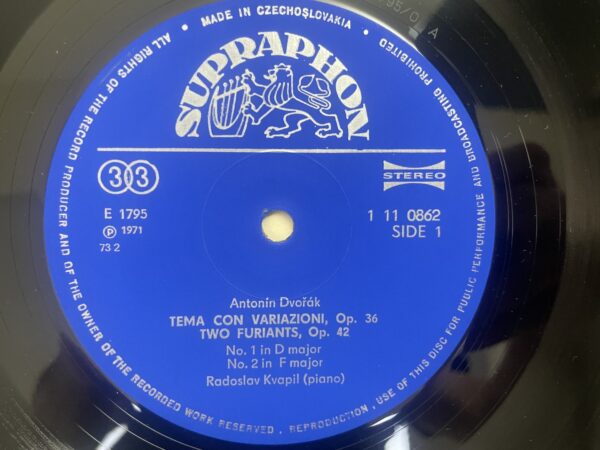 ALL RIGHTS OF THE RECORD PRODUCER AND OF THE OWNER OF THE RECORDED WORK RESERVED . REPRODUCTION , USE OF THIS DISC FOR PUBLIC PERFORMANCE AND BROADCASTING PROHIBITED • MADE IN CZECHOSLOVAKIA •
SUPRAPHON
33
STEREO
E 1795
1 11 0862
℗ 1971
SIDE 1
73 2
Antonín Dvořák
TEMA CON VARIAZIONI, Op. 36
TWO FURIANTS, Op. 42
No. 1 in D major
No. 2 in F major
Radoslav Kvapil (piano)